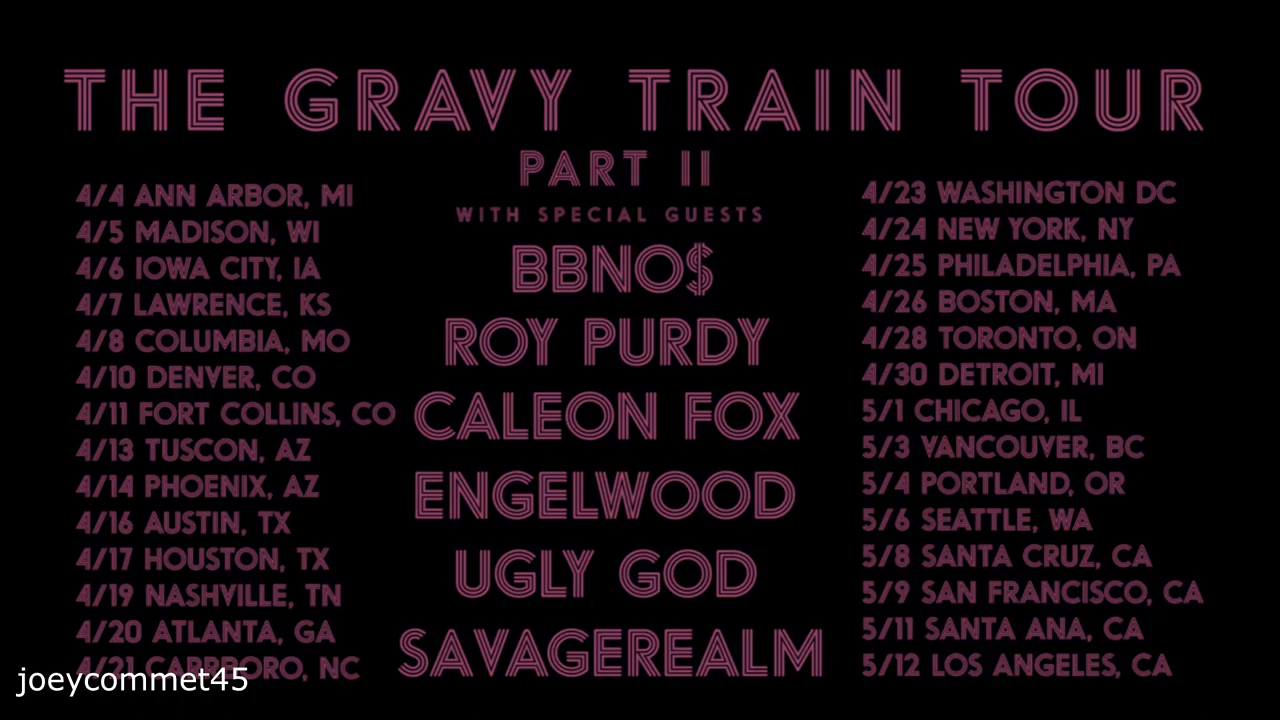 THE GRAVY TRAIN TOUR
PART II
WITH SPECIAL GUESTS
4/4 ANN ARBOR, MI
4/5 MADISON, WI
4/6 IOWA CITY, IA
4/7 LAWRENCE, KS
4/8 COLUMBIA, MO
4/10 DENVER, CO
4/11 FORT COLLINS, CO
4/13 TUSCON, AZ
4/14 PHOENIX, AZ
4/16 AUSTIN, TX
4/17 HOUSTON, TX
4/19 NASHVILLE, TN
4/20 ATLANTA, GA
4/21 CARRBORO, NC
BBNO$
ROY PURDY
CALEON FOX
ENGELWOOD
UGLY GOD
SAVAGEREALM
4/23 WASHINGTON DC
4/24 NEW YORK, NY
4/25 PHILADELPHIA, PA
4/26 BOSTON, MA
4/28 TORONTO, ON
4/30 DETROIT, MI
5/1 CHICAGO, IL
5/3 VANCOUVER, BC
5/4 PORTLAND, OR
5/6 SEATTLE, WA
5/8 SANTA CRUZ, CA
5/9 SAN FRANCISCO, CA
5/11 SANTA ANA, CA
5/12 LOS ANGELES, CA
joeycommet45